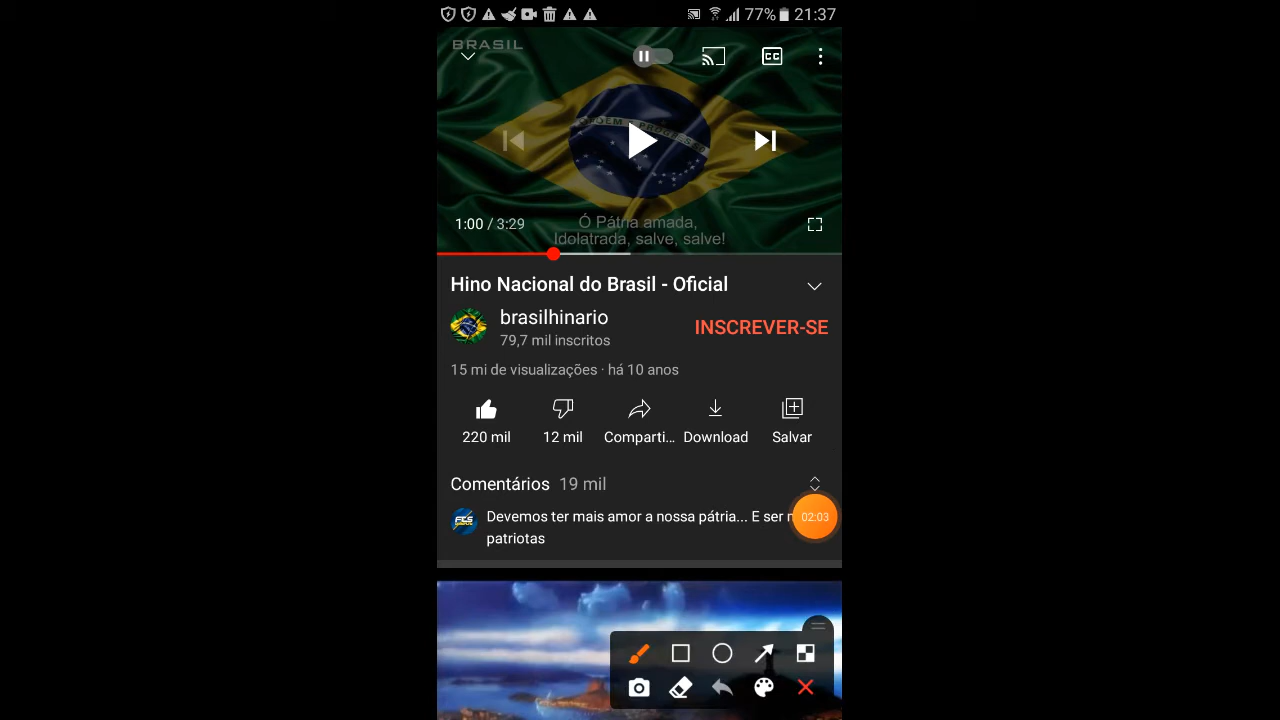 77% 21:37
BRASIL
CC
1:00 / 3:29
Ó Pátria amada,
Idolatrada, salve, salve!
Hino Nacional do Brasil - Oficial
brasilhinario
79,7 mil inscritos
INSCREVER-SE
15 mi de visualizações · há 10 anos
220 mil
12 mil
Comparti...
Download
Salvar
Comentários 19 mil
Devemos ter mais amor a nossa pátria... E ser
patriotas
02:03